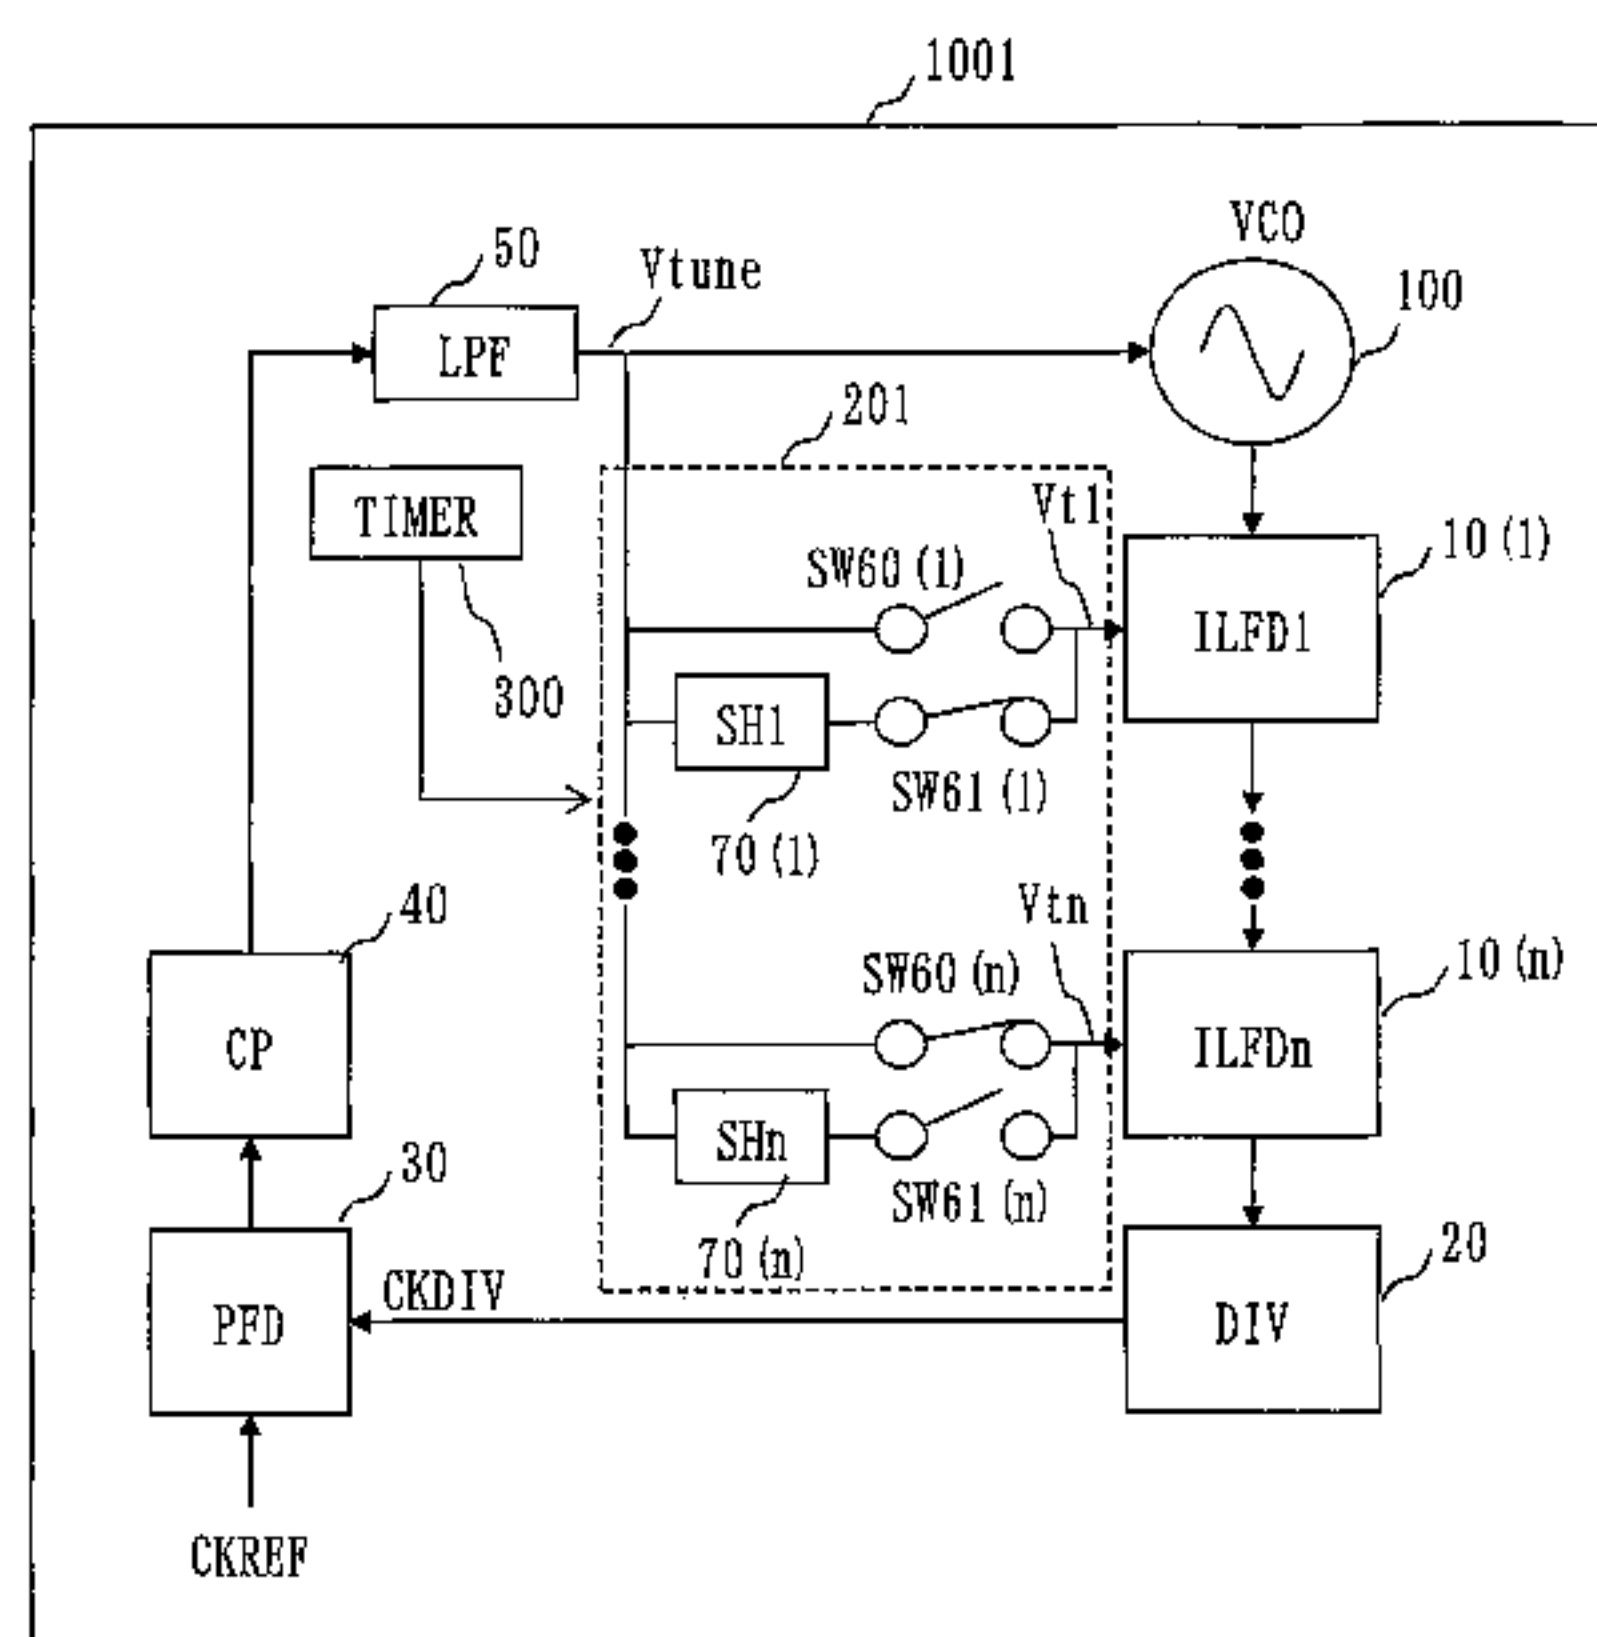 1001
VCO
50
Vtune
100
LPF
201
TIMER
Vt1
SW60(1)
10(1)
ILFD1
300
SH1
SW61(1)
70(1)
40
Vtn
SW60(n)
10(n)
CP
ILFDn
30
SHn
SW61(n)
70(n)
20
CKDIV
PFD
DIV
CKREF